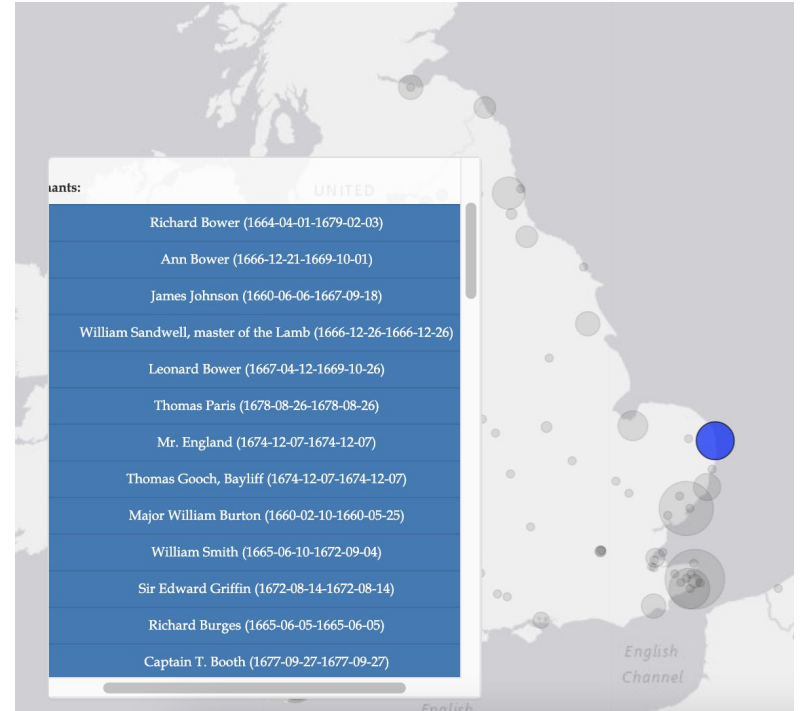 ants:
UNITED
Richard Bower (1664-04-01-1679-02-03)
Ann Bower (1666-12-21-1669-10-01)
James Johnson (1660-06-06-1667-09-18)
William Sandwell, master of the Lamb (1666-12-26-1666-12-26)
Leonard Bower (1667-04-12-1669-10-26)
Thomas Paris (1678-08-26-1678-08-26)
Mr. England (1674-12-07-1674-12-07)
Thomas Gooch, Bayliff (1674-12-07-1674-12-07)
Major William Burton (1660-02-10-1660-05-25)
William Smith (1665-06-10-1672-09-04)
Sir Edward Griffin (1672-08-14-1672-08-14)
Richard Burges (1665-06-05-1665-06-05)
Captain T. Booth (1677-09-27-1677-09-27)
English
Channel
English